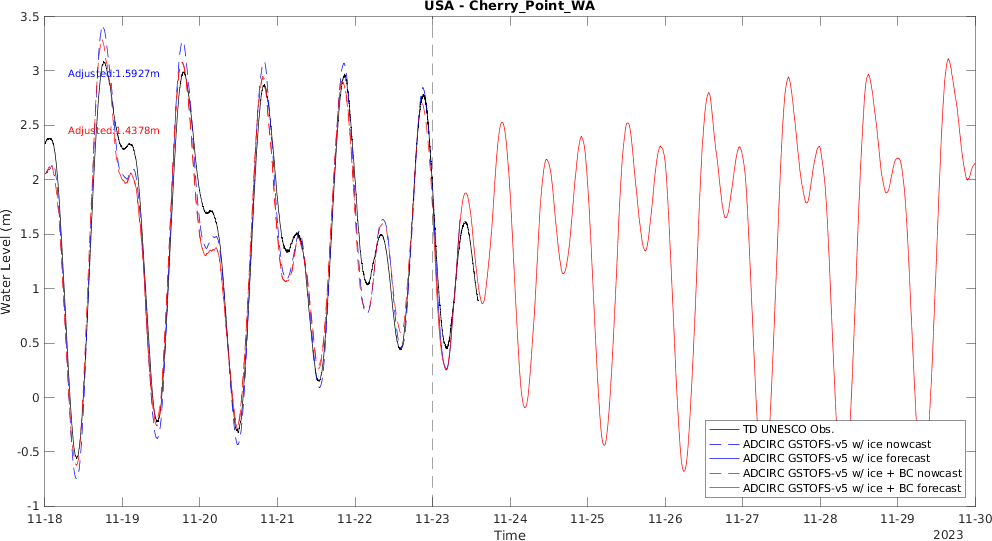 USA - Cherry_Point_WA
3.5
3
2.5
2
1.5
1
0.5
0
-0.5
-1
Water Level (m)
Adjusted:1.5927m
Adjusted:1.4378m
TD UNESCO Obs.
ADCIRC GSTOFS-v5 w/ ice nowcast
ADCIRC GSTOFS-v5 w/ ice forecast
ADCIRC GSTOFS-v5 w/ ice + BC nowcast
ADCIRC GSTOFS-v5 w/ ice + BC forecast
11-18 11-19 11-20 11-21 11-22 11-23 11-24 11-25 11-26 11-27 11-28 11-29 11-30
Time
2023